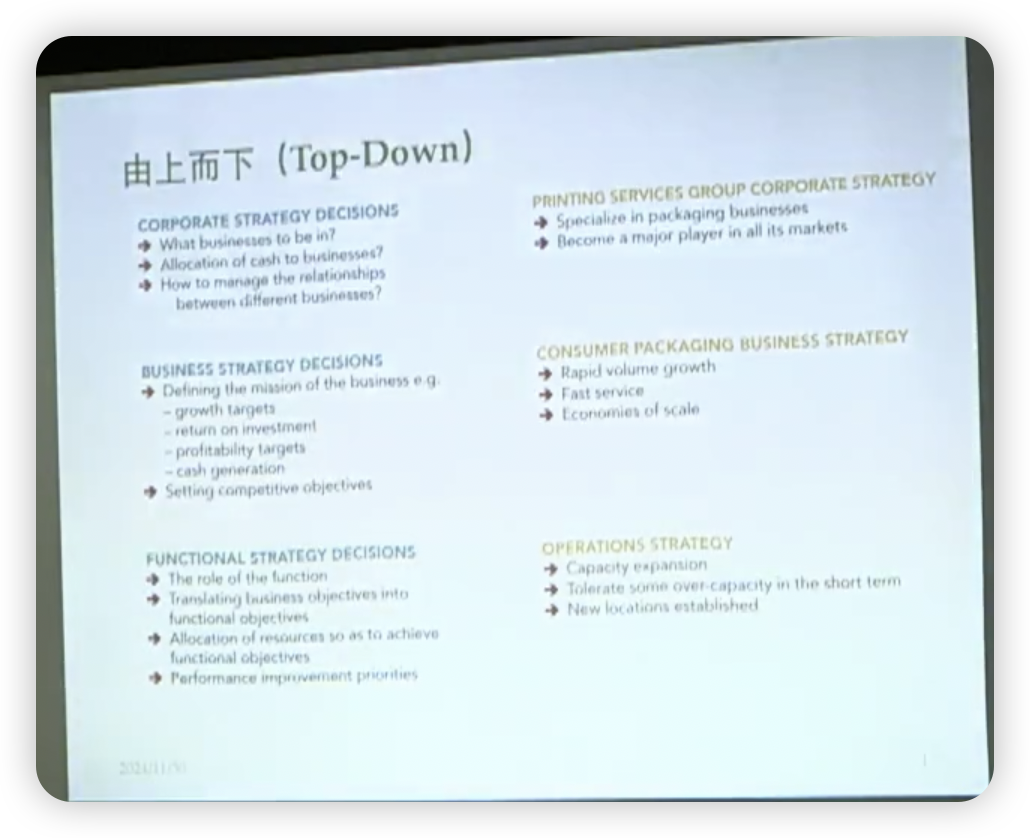 由上而下 (Top-Down)
CORPORATE STRATEGY DECISIONS
➔ What businesses to be in?
➔ Allocation of cash to businesses?
➔ How to manage the relationships
between different businesses?
BUSINESS STRATEGY DECISIONS
➔ Defining the mission of the business e.g.
– growth targets
– return on investment
– profitability targets
– cash generation
➔ Setting competitive objectives
FUNCTIONAL STRATEGY DECISIONS
➔ The role of the function
➔ Translating business objectives into
functional objectives
➔ Allocation of resources so as to achieve
functional objectives
➔ Performance improvement priorities
PRINTING SERVICES GROUP CORPORATE STRATEGY
➔ Specialize in packaging businesses
➔ Become a major player in all its markets
CONSUMER PACKAGING BUSINESS STRATEGY
➔ Rapid volume growth
➔ Fast service
➔ Economies of scale
OPERATIONS STRATEGY
➔ Capacity expansion
➔ Tolerate some over-capacity in the short term
➔ New locations established
1